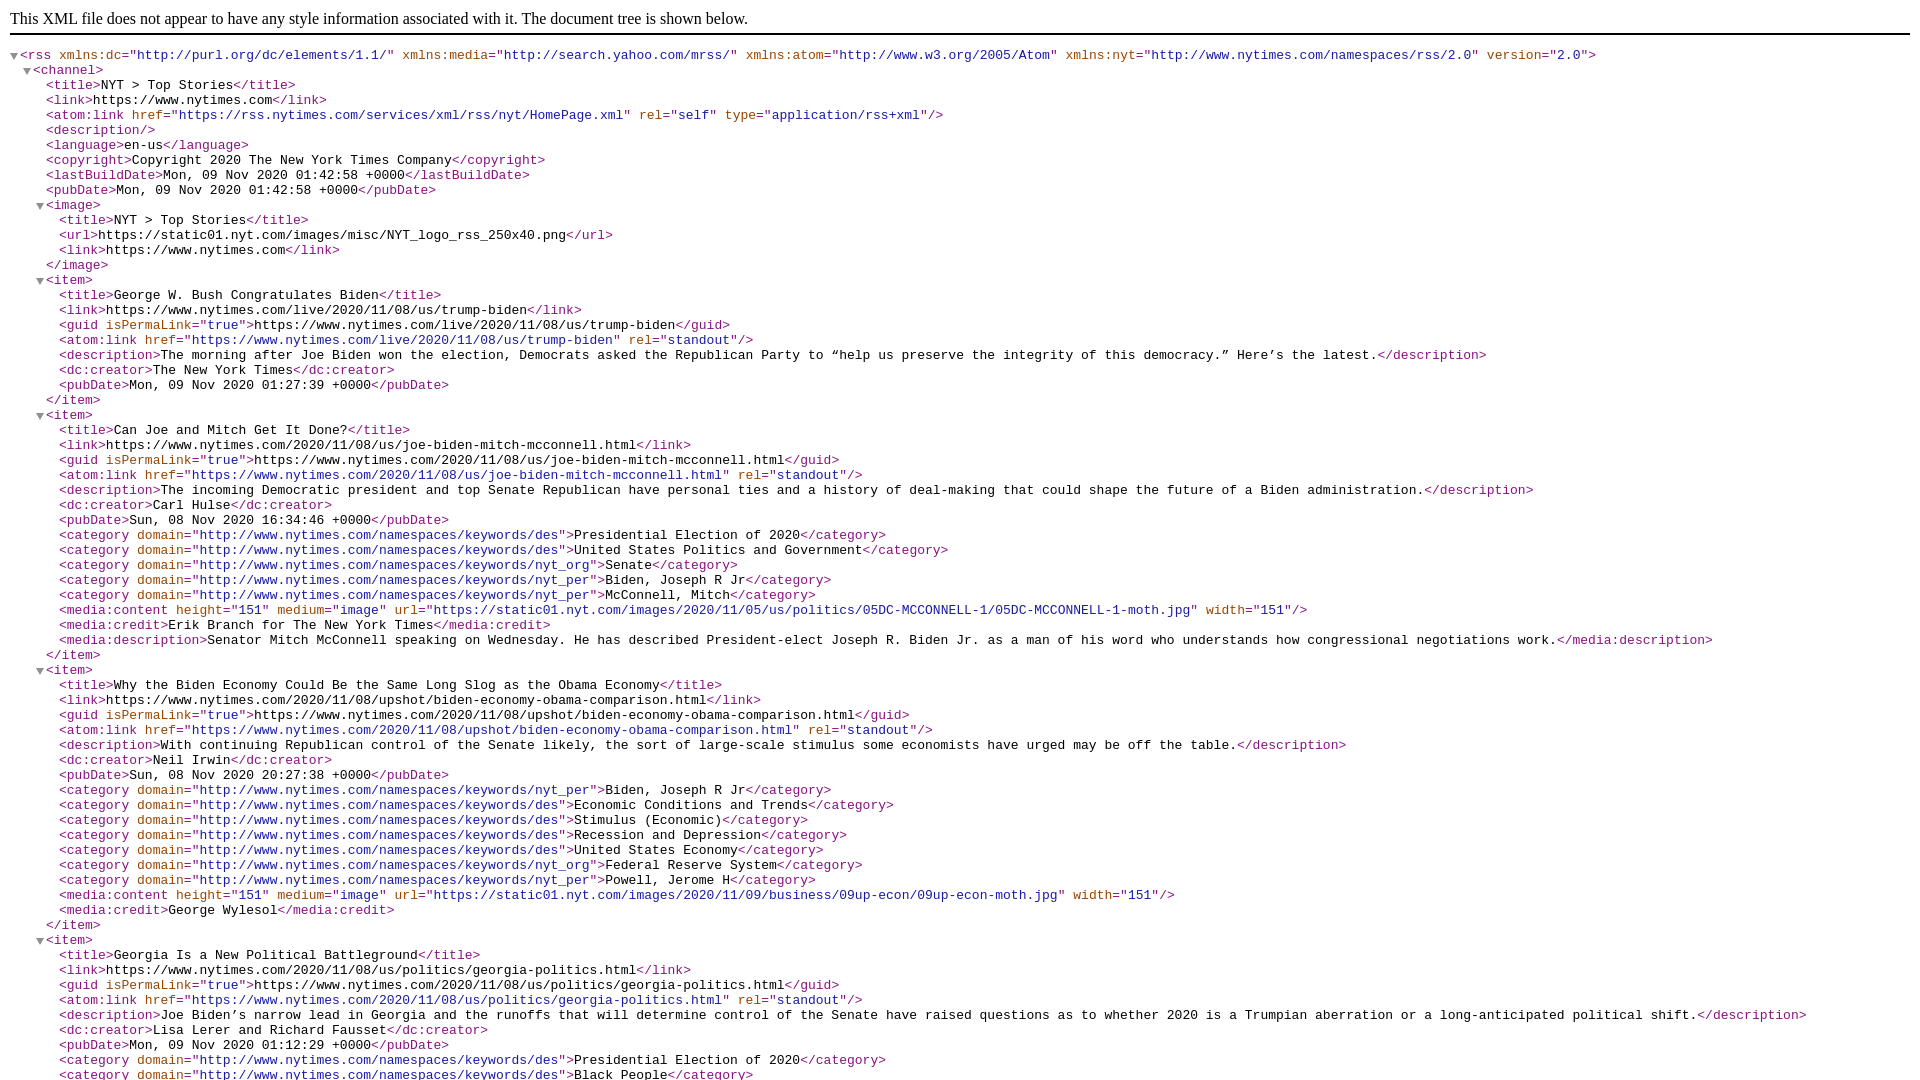 This XML file does not appear to have any style information associated with it. The document tree is shown below.
<rss xmlns:dc="http://purl.org/dc/elements/1.1/" xmlns:media="http://search.yahoo.com/mrss/" xmlns:atom="http://www.w3.org/2005/Atom" xmlns:nyt="http://www.nytimes.com/namespaces/rss/2.0" version="2.0">
<channel>
<title>NYT > Top Stories</title>
<link>https://www.nytimes.com</link>
<atom:link href="https://rss.nytimes.com/services/xml/rss/nyt/HomePage.xml" rel="self" type="application/rss+xml"/>
<description/>
<language>en-us</language>
<copyright>Copyright 2020 The New York Times Company</copyright>
<lastBuildDate>Mon, 09 Nov 2020 01:42:58 +0000</lastBuildDate>
<pubDate>Mon, 09 Nov 2020 01:42:58 +0000</pubDate>
<image>
<title>NYT > Top Stories</title>
<url>https://static01.nyt.com/images/misc/NYT_logo_rss_250x40.png</url>
<link>https://www.nytimes.com</link>
</image>
<item>
<title>George W. Bush Congratulates Biden</title>
<link>https://www.nytimes.com/live/2020/11/08/us/trump-biden</link>
<guid isPermaLink="true">https://www.nytimes.com/live/2020/11/08/us/trump-biden</guid>
<atom:link href="https://www.nytimes.com/live/2020/11/08/us/trump-biden" rel="standout"/>
<description>The morning after Joe Biden won the election, Democrats asked the Republican Party to “help us preserve the integrity of this democracy.” Here’s the latest.</description>
<dc:creator>The New York Times</dc:creator>
<pubDate>Mon, 09 Nov 2020 01:27:39 +0000</pubDate>
</item>
<item>
<title>Can Joe and Mitch Get It Done?</title>
<link>https://www.nytimes.com/2020/11/08/us/joe-biden-mitch-mcconnell.html</link>
<guid isPermaLink="true">https://www.nytimes.com/2020/11/08/us/joe-biden-mitch-mcconnell.html</guid>
<atom:link href="https://www.nytimes.com/2020/11/08/us/joe-biden-mitch-mcconnell.html" rel="standout"/>
<description>The incoming Democratic president and top Senate Republican have personal ties and a history of deal-making that could shape the future of a Biden administration.</description>
<dc:creator>Carl Hulse</dc:creator>
<pubDate>Sun, 08 Nov 2020 16:34:46 +0000</pubDate>
<category domain="http://www.nytimes.com/namespaces/keywords/des">Presidential Election of 2020</category>
<category domain="http://www.nytimes.com/namespaces/keywords/des">United States Politics and Government</category>
<category domain="http://www.nytimes.com/namespaces/keywords/nyt_org">Senate</category>
<category domain="http://www.nytimes.com/namespaces/keywords/nyt_per">Biden, Joseph R Jr</category>
<category domain="http://www.nytimes.com/namespaces/keywords/nyt_per">McConnell, Mitch</category>
<media:content height="151" medium="image" url="https://static01.nyt.com/images/2020/11/05/us/politics/05DC-MCCONNELL-1/05DC-MCCONNELL-1-moth.jpg" width="151"/>
<media:credit>Erik Branch for The New York Times</media:credit>
<media:description>Senator Mitch McConnell speaking on Wednesday. He has described President-elect Joseph R. Biden Jr. as a man of his word who understands how congressional negotiations work.</media:description>
</item>
<item>
<title>Why the Biden Economy Could Be the Same Long Slog as the Obama Economy</title>
<link>https://www.nytimes.com/2020/11/08/upshot/biden-economy-obama-comparison.html</link>
<guid isPermaLink="true">https://www.nytimes.com/2020/11/08/upshot/biden-economy-obama-comparison.html</guid>
<atom:link href="https://www.nytimes.com/2020/11/08/upshot/biden-economy-obama-comparison.html" rel="standout"/>
<description>With continuing Republican control of the Senate likely, the sort of large-scale stimulus some economists have urged may be off the table.</description>
<dc:creator>Neil Irwin</dc:creator>
<pubDate>Sun, 08 Nov 2020 20:27:38 +0000</pubDate>
<category domain="http://www.nytimes.com/namespaces/keywords/nyt_per">Biden, Joseph R Jr</category>
<category domain="http://www.nytimes.com/namespaces/keywords/des">Economic Conditions and Trends</category>
<category domain="http://www.nytimes.com/namespaces/keywords/des">Stimulus (Economic)</category>
<category domain="http://www.nytimes.com/namespaces/keywords/des">Recession and Depression</category>
<category domain="http://www.nytimes.com/namespaces/keywords/des">United States Economy</category>
<category domain="http://www.nytimes.com/namespaces/keywords/nyt_org">Federal Reserve System</category>
<category domain="http://www.nytimes.com/namespaces/keywords/nyt_per">Powell, Jerome H</category>
<media:content height="151" medium="image" url="https://static01.nyt.com/images/2020/11/09/business/09up-econ/09up-econ-moth.jpg" width="151"/>
<media:credit>George Wylesol</media:credit>
</item>
<item>
<title>Georgia Is a New Political Battleground</title>
<link>https://www.nytimes.com/2020/11/08/us/politics/georgia-politics.html</link>
<guid isPermaLink="true">https://www.nytimes.com/2020/11/08/us/politics/georgia-politics.html</guid>
<atom:link href="https://www.nytimes.com/2020/11/08/us/politics/georgia-politics.html" rel="standout"/>
<description>Joe Biden’s narrow lead in Georgia and the runoffs that will determine control of the Senate have raised questions as to whether 2020 is a Trumpian aberration or a long-anticipated political shift.</description>
<dc:creator>Lisa Lerer and Richard Fausset</dc:creator>
<pubDate>Mon, 09 Nov 2020 01:12:29 +0000</pubDate>
<category domain="http://www.nytimes.com/namespaces/keywords/des">Presidential Election of 2020</category>
<category domain="http://www.nytimes.com/namespaces/keywords/des">Black People</category>